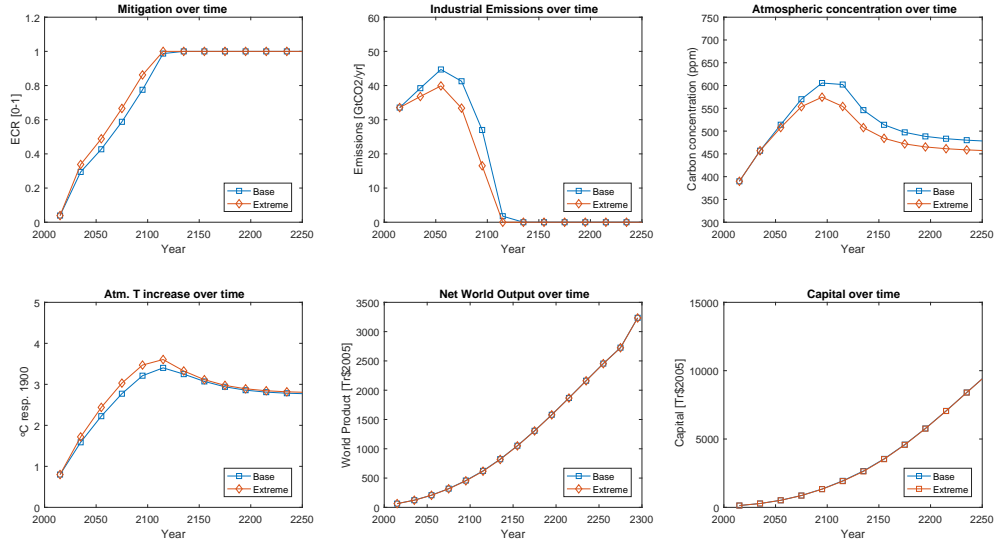 Mitigation over time
1.2
1
0.8
0.6
0.4
0.2
0
ECR [0-1]
2000 2050 2100 2150 2200 2250
Year
Base
Extreme
Industrial Emissions over time
60
50
40
30
20
10
0
Emissions [GtCO2/yr]
2000 2050 2100 2150 2200 2250
Year
Base
Extreme
Atmospheric concentration over time
750
700
650
600
550
500
450
400
350
300
Carbon concentration (ppm)
2000 2050 2100 2150 2200 2250
Year
Base
Extreme
Atm. T increase over time
5
4
3
2
1
0
ºC resp. 1900
2000 2050 2100 2150 2200 2250
Year
Base
Extreme
Net World Output over time
3500
3000
2500
2000
1500
1000
500
0
World Product [Tr$2005]
2000 2050 2100 2150 2200 2250 2300
Year
Base
Extreme
Capital over time
15000
10000
5000
0
Capital [Tr$2005]
2000 2050 2100 2150 2200 2250
Year
Base
Extreme